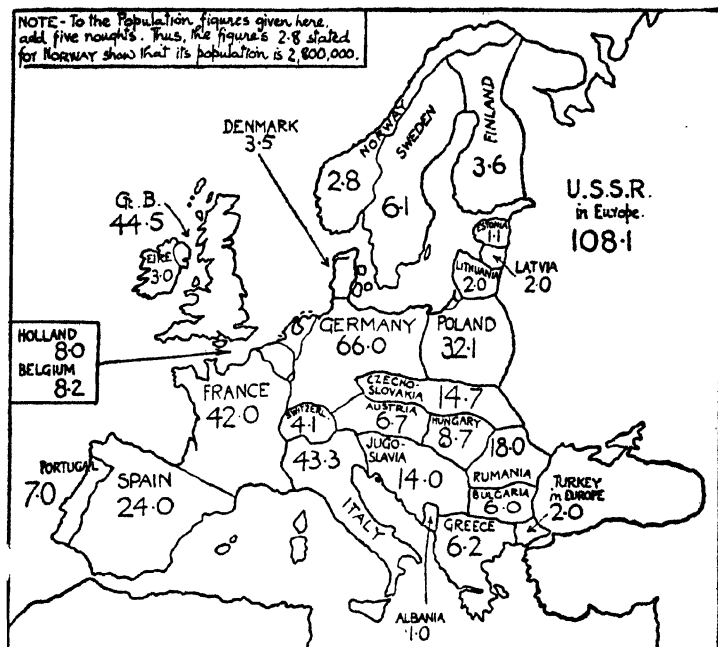 NOTE - To the Population figures given here,
add five noughts. Thus, the figure's 2·8 stated
for NORWAY show that its population is 2,800,000.
DENMARK
3·5
NORWAY
2·8
SWEDEN
6·1
FINLAND
3·6
U.S.S.R.
in Europe.
108·1
Gt. B.
44·5
EIRE
3·0
ESTONIA
1·1
LATVIA
2·0
LITHUANIA
2·0
HOLLAND
8·0
BELGIUM
8·2
GERMANY
66·0
POLAND
32·1
CZECHO-
SLOVAKIA
14·7
FRANCE
42·0
SWITZERL.
4·1
AUSTRIA
6·7
HUNGARY
8·7
18·0
RUMANIA
43·3
ITALY
JUGO-
SLAVIA
14·0
BULGARIA
6·0
TURKEY
in EUROPE
2·0
PORTUGAL
7·0
SPAIN
24·0
GREECE
6·2
ALBANIA
1·0